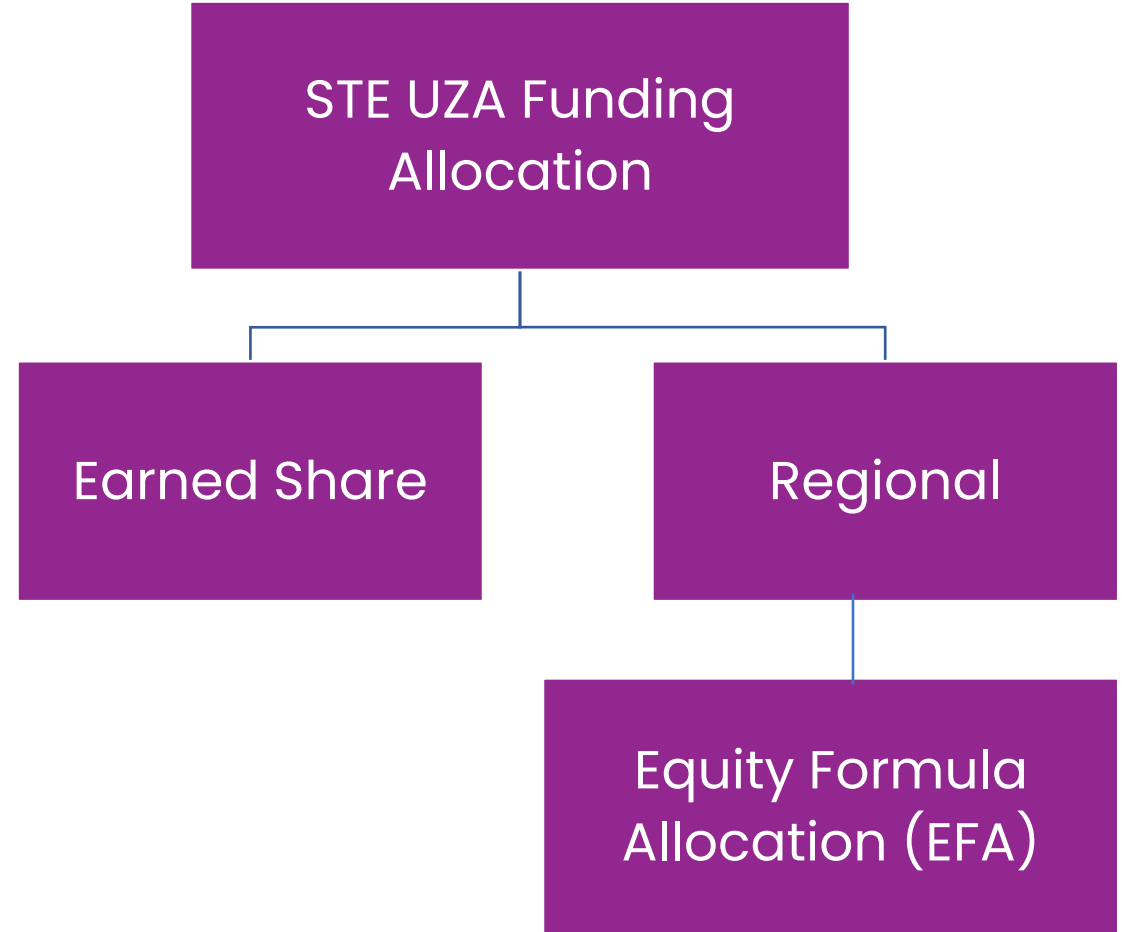 STE UZA Funding
Allocation
Earned Share
Regional
Equity Formula
Allocation (EFA)